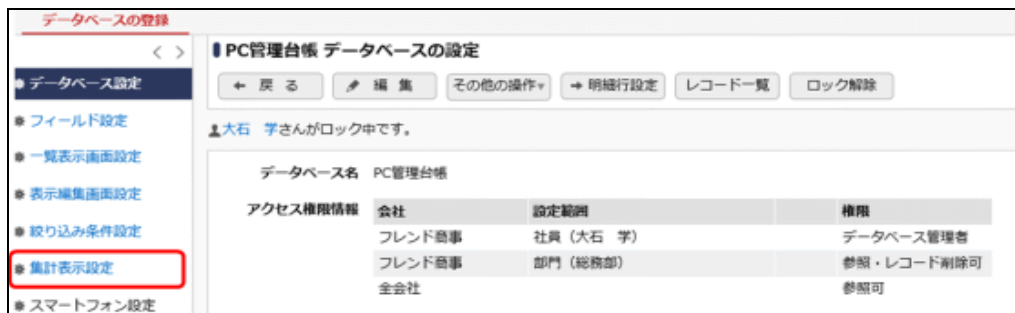 データベースの登録
< >
データベース設定
フィールド設定
一覧表示画面設定
表示編集画面設定
絞り込み条件設定
集計表示設定
スマートフォン設定
PC管理台帳 データベースの設定
← 戻 る 編 集 その他の操作▾ → 明細行設定 レコード一覧 ロック解除
大石 学さんがロック中です。
データベース名 PC管理台帳
アクセス権限情報 会社 設定範囲 権限
フレンド商事 社員（大石 学） データベース管理者
フレンド商事 部門（総務部） 参照・レコード削除可
全会社 参照可